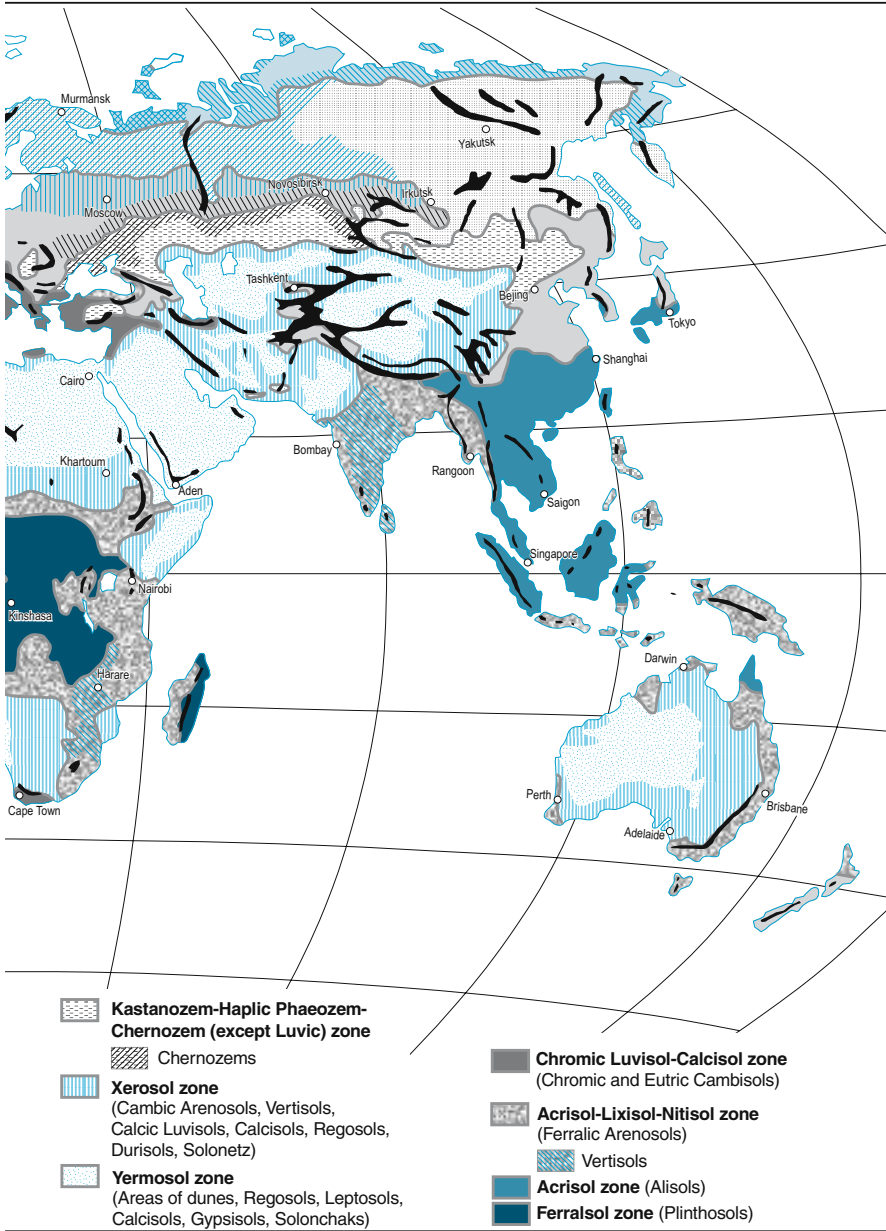 Murmansk
Yakutsk
Novosibirsk
Irkutsk
Moscow
Tashkent
Bejing
Tokyo
Shanghai
Cairo
Bombay
Rangoon
Khartoum
Aden
Saigon
Singapore
Nairobi
Kinshasa
Darwin
Harare
Perth
Brisbane
Cape Town
Adelaide
Kastanozem-Haplic Phaeozem-
Chernozem (except Luvic) zone
Chernozems
Xerosol zone
(Cambic Arenosols, Vertisols,
Calcic Luvisols, Calcisols, Regosols,
Durisols, Solonetz)
Yermosol zone
(Areas of dunes, Regosols, Leptosols,
Calcisols, Gypsisols, Solonchaks)
Chromic Luvisol-Calcisol zone
(Chromic and Eutric Cambisols)
Acrisol-Lixisol-Nitisol zone
(Ferralic Arenosols)
Vertisols
Acrisol zone (Alisols)
Ferralsol zone (Plinthosols)